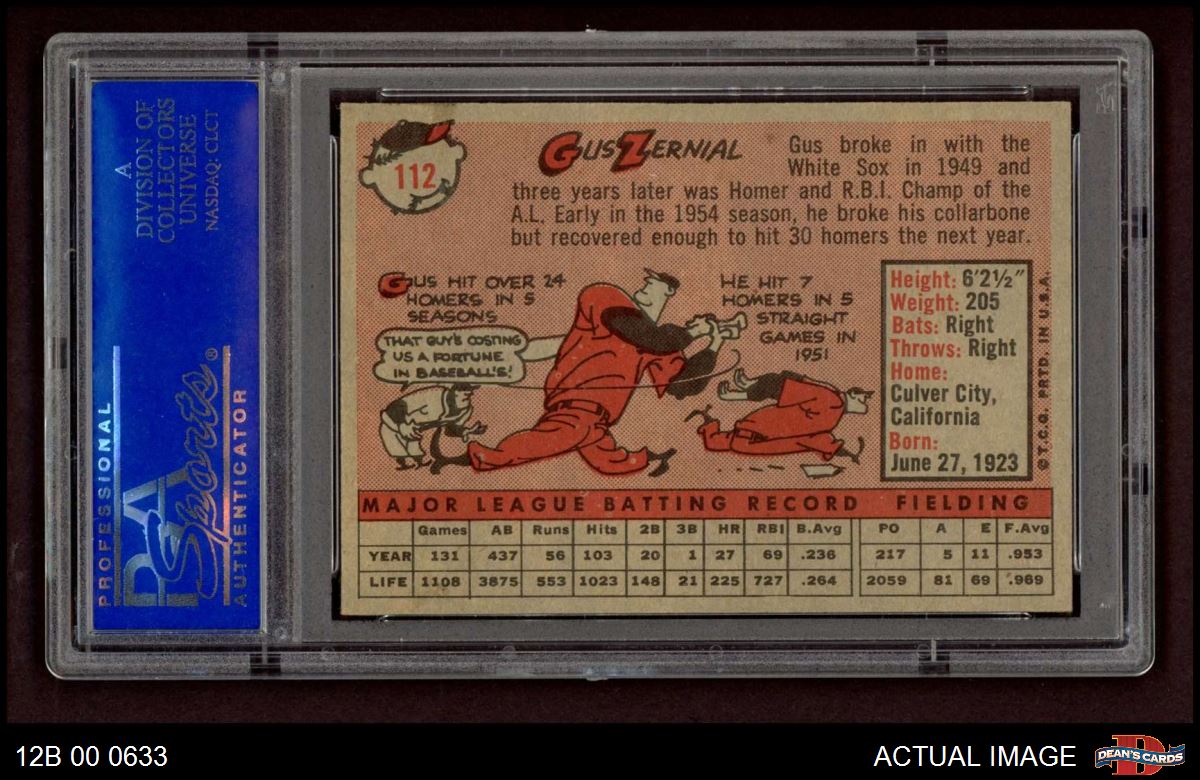 A
DIVISION OF
COLLECTORS
UNIVERSE
NASDAQ: CLCT
PROFESSIONAL
PSA
Sports®
AUTHENTICATOR
112
GUS ZERNIAL
Gus broke in with the
White Sox in 1949 and
three years later was Homer and R.B.I. Champ of the
A.L. Early in the 1954 season, he broke his collarbone
but recovered enough to hit 30 homers the next year.
GUS HIT OVER 24
HOMERS IN 5
SEASONS
THAT GUY'S COSTING
US A FORTUNE
IN BASEBALL'S!
HE HIT 7
HOMERS IN 5
STRAIGHT
GAMES IN
1951
Height: 6'2½"
Weight: 205
Bats: Right
Throws: Right
Home:
Culver City,
California
Born:
June 27, 1923
©T.C.G. PRTD. IN U.S.A.
MAJOR LEAGUE BATTING RECORD FIELDING
Games AB Runs Hits 2B 3B HR RBI B.Avg PO A E F.Avg
YEAR 131 437 56 103 20 1 27 69 .236 217 5 11 .953
LIFE 1108 3875 553 1023 148 21 225 727 .264 2059 81 69 .969
12B 00 0633
ACTUAL IMAGE
D
DEAN'S CARDS